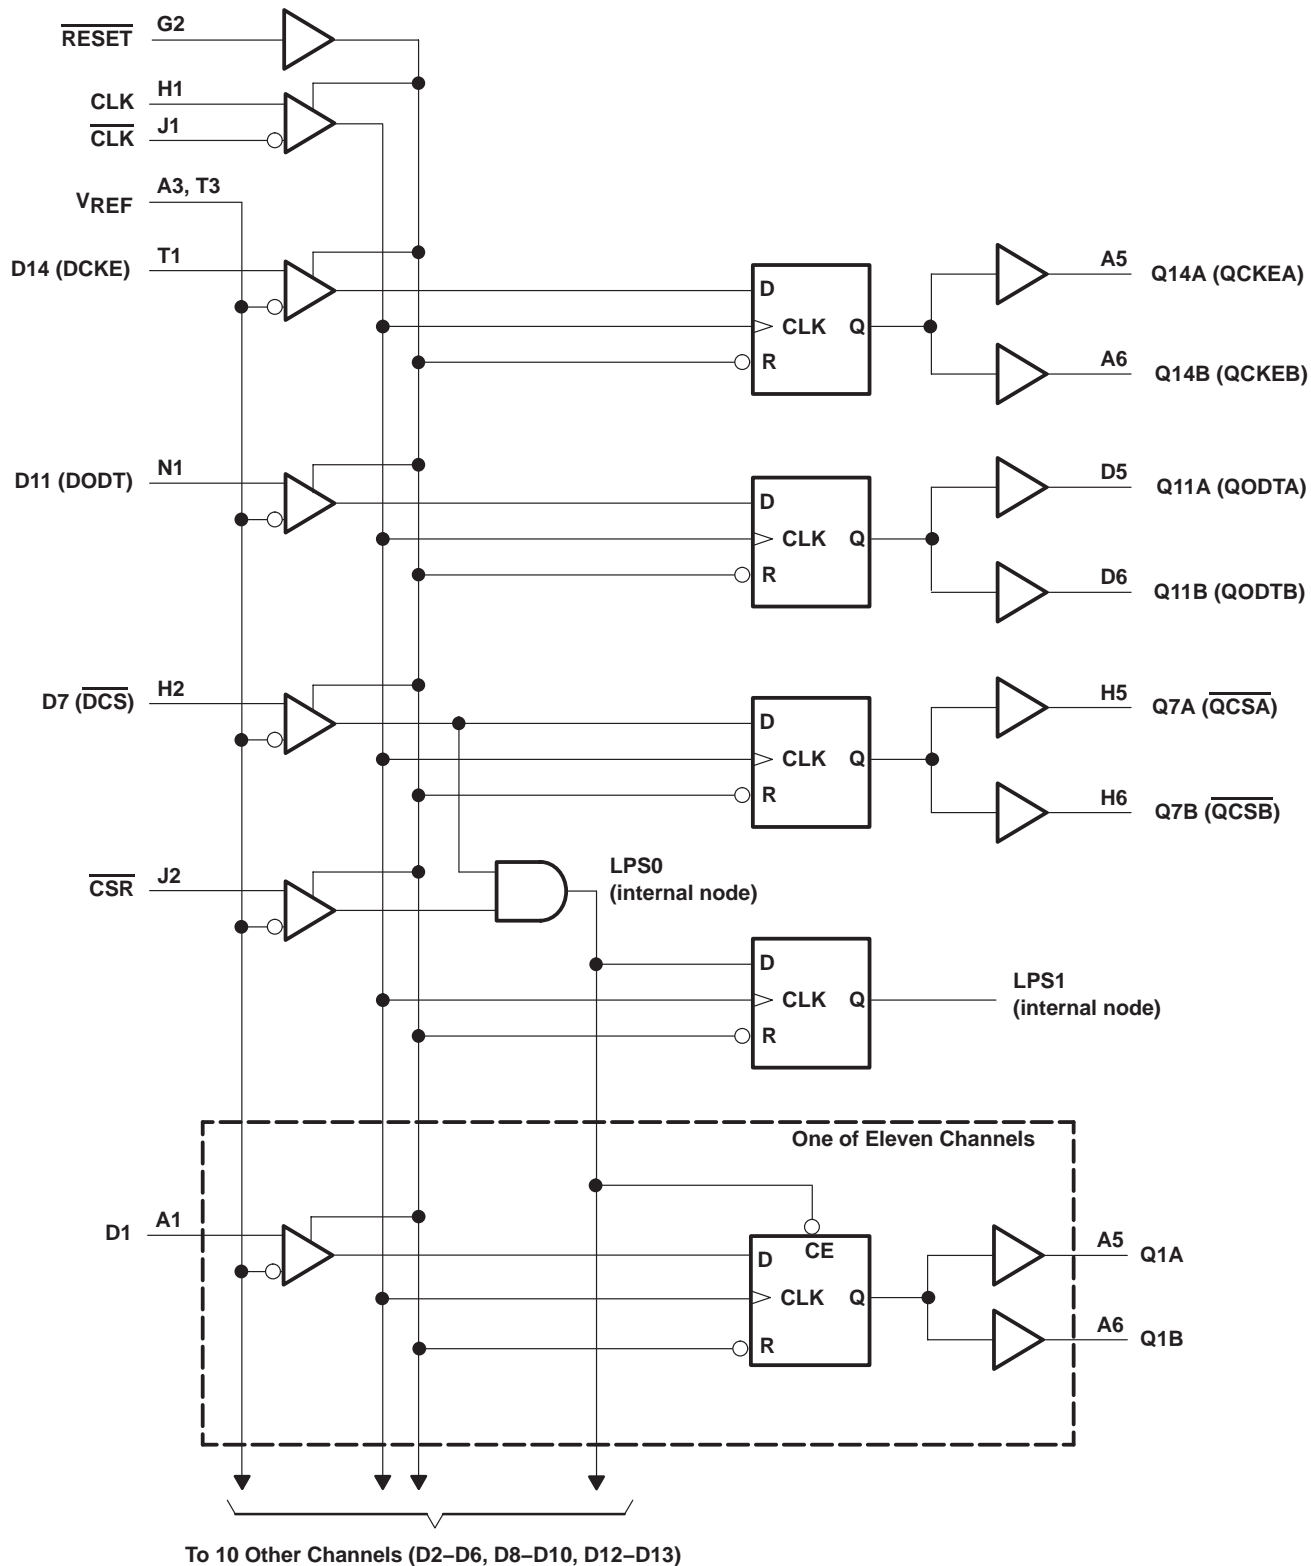 RESET G2
CLK H1
CLK J1
VREF A3, T3
D14 (DCKE) T1
D
CLK Q
R
A5 Q14A (QCKEA)
A6 Q14B (QCKEB)
D11 (DODT) N1
D
CLK Q
R
D5 Q11A (QODTA)
D6 Q11B (QODTB)
D7 (DCS) H2
D
CLK Q
R
H5 Q7A (QCSA)
H6 Q7B (QCSB)
CSR J2
LPS0
(internal node)
D
CLK Q
R
LPS1
(internal node)
One of Eleven Channels
D1 A1
CE
D
CLK Q
R
A5 Q1A
A6 Q1B
To 10 Other Channels (D2–D6, D8–D10, D12–D13)